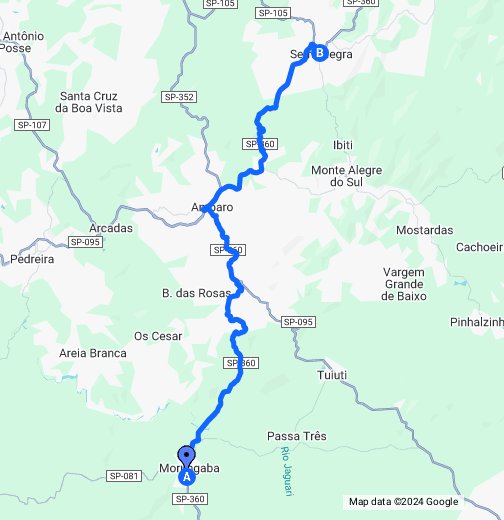 SP-105
SP-360
SP-105
Antônio
Posse
B
Santa Cruz
da Boa Vista
SP-352
SP-107
SP-360
Ibiti
Monte Alegre
do Sul
Amparo
Arcadas
Mostardas
SP-095
SP-360
Cachoeir
Pedreira
Vargem
Grande
de Baixo
B. das Rosas
SP-095
Pinhalzinh
Os Cesar
Areia Branca
SP-360
Tuiuti
Passa Três
Rio Jaguari
SP-081
A
SP-360
Map data ©2024 Google